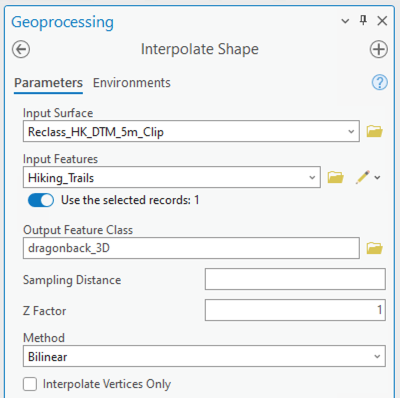 Geoprocessing
Interpolate Shape
Parameters Environments
Input Surface
Reclass_HK_DTM_5m_Clip
Input Features
Hiking_Trails
Use the selected records: 1
Output Feature Class
dragonback_3D
Sampling Distance
Z Factor 1
Method
Bilinear
Interpolate Vertices Only